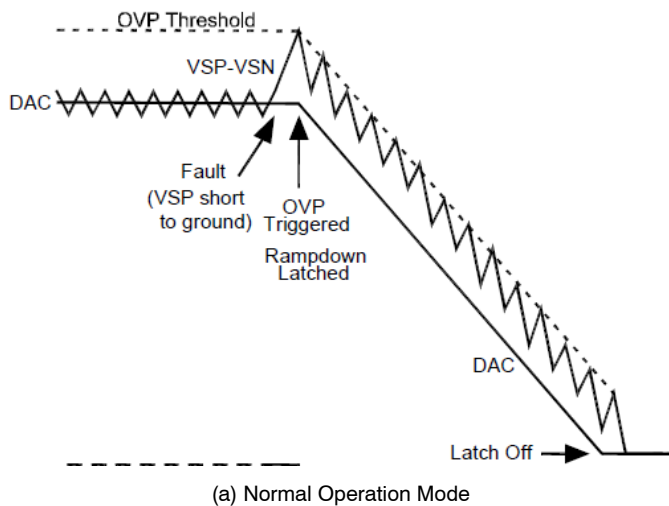 OVP Threshold
VSP-VSN
DAC
Fault
(VSP short
to ground)
OVP
Triggered
Rampdown
Latched
DAC
Latch Off
(a) Normal Operation Mode